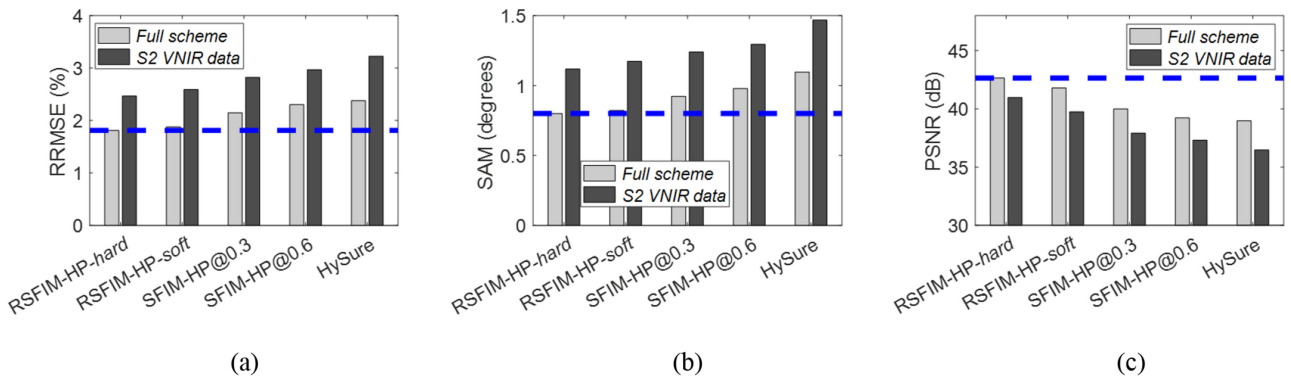 4
3
2
1
0
RRMSE (%)
Full scheme
S2 VNIR data
RSFIM-HP-hard
RSFIM-HP-soft
SFIM-HP@0.3
SFIM-HP@0.6
HySure
(a)
1.5
1
0.5
0
SAM (degrees)
Full scheme
S2 VNIR data
RSFIM-HP-hard
RSFIM-HP-soft
SFIM-HP@0.3
SFIM-HP@0.6
HySure
(b)
45
40
35
30
PSNR (dB)
Full scheme
S2 VNIR data
RSFIM-HP-hard
RSFIM-HP-soft
SFIM-HP@0.3
SFIM-HP@0.6
HySure
(c)